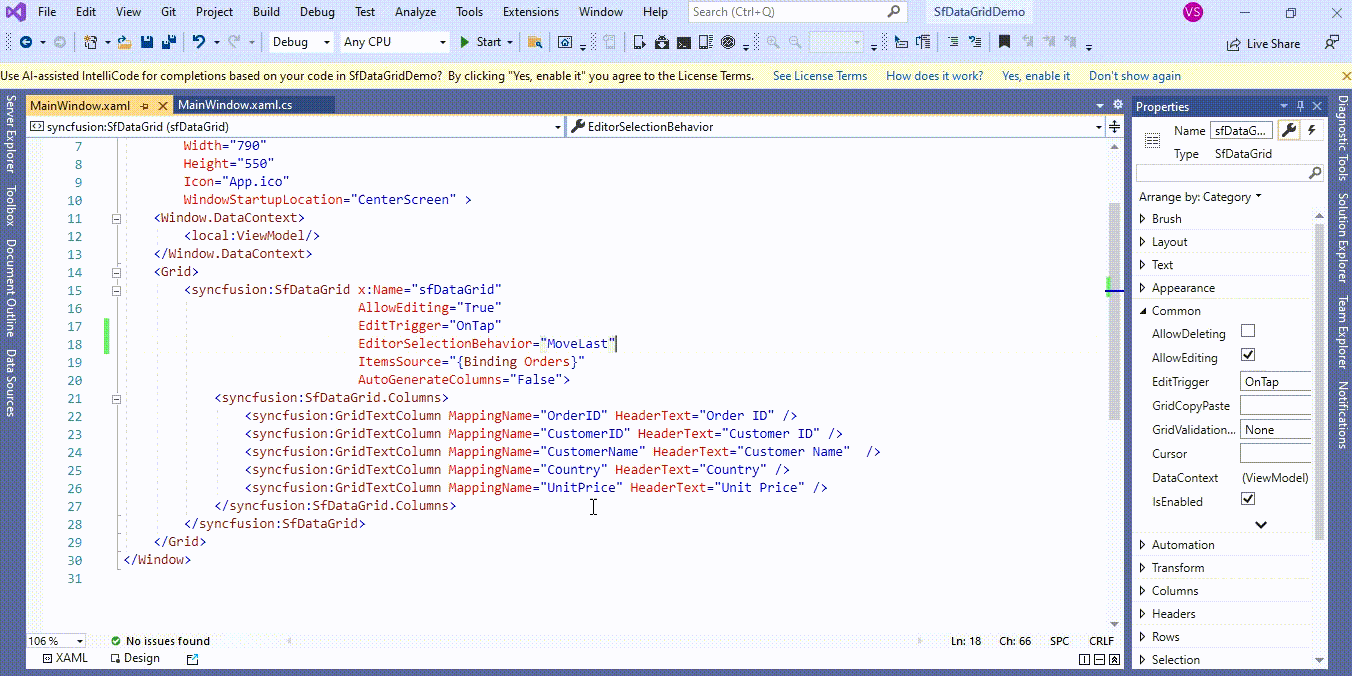 File Edit View Git Project Build Debug Test Analyze Tools Extensions Window Help Search (Ctrl+Q) SfDataGridDemo VS
Debug Any CPU Start Live Share
Use AI-assisted IntelliCode for completions based on your code in SfDataGridDemo? By clicking "Yes, enable it" you agree to the License Terms. See License Terms How does it work? Yes, enable it Don't show again
Server Explorer
Toolbox
Document Outline
Data Sources
MainWindow.xaml MainWindow.xaml.cs
syncfusion:SfDataGrid (sfDataGrid) EditorSelectionBehavior
7 Width="790"
8 Height="550"
9 Icon="App.ico"
10 WindowStartupLocation="CenterScreen" >
11 <Window.DataContext>
12 <local:ViewModel/>
13 </Window.DataContext>
14 <Grid>
15 <syncfusion:SfDataGrid x:Name="sfDataGrid"
16 AllowEditing="True"
17 EditTrigger="OnTap"
18 EditorSelectionBehavior="MoveLast"
19 ItemsSource="{Binding Orders}"
20 AutoGenerateColumns="False">
21 <syncfusion:SfDataGrid.Columns>
22 <syncfusion:GridTextColumn MappingName="OrderID" HeaderText="Order ID" />
23 <syncfusion:GridTextColumn MappingName="CustomerID" HeaderText="Customer ID" />
24 <syncfusion:GridTextColumn MappingName="CustomerName" HeaderText="Customer Name"  />
25 <syncfusion:GridTextColumn MappingName="Country" HeaderText="Country" />
26 <syncfusion:GridTextColumn MappingName="UnitPrice" HeaderText="Unit Price" />
27 </syncfusion:SfDataGrid.Columns>
28 </syncfusion:SfDataGrid>
29 </Grid>
30 </Window>
31
106 % No issues found Ln: 18 Ch: 66 SPC CRLF
XAML Design
Properties
Name sfDataG...
Type SfDataGrid
Arrange by: Category
Brush
Layout
Text
Appearance
Common
AllowDeleting
AllowEditing
EditTrigger OnTap
GridCopyPaste
GridValidation... None
Cursor
DataContext (ViewModel)
IsEnabled
Automation
Transform
Columns
Headers
Rows
Selection
Diagnostic Tools
Solution Explorer
Team Explorer
Notifications